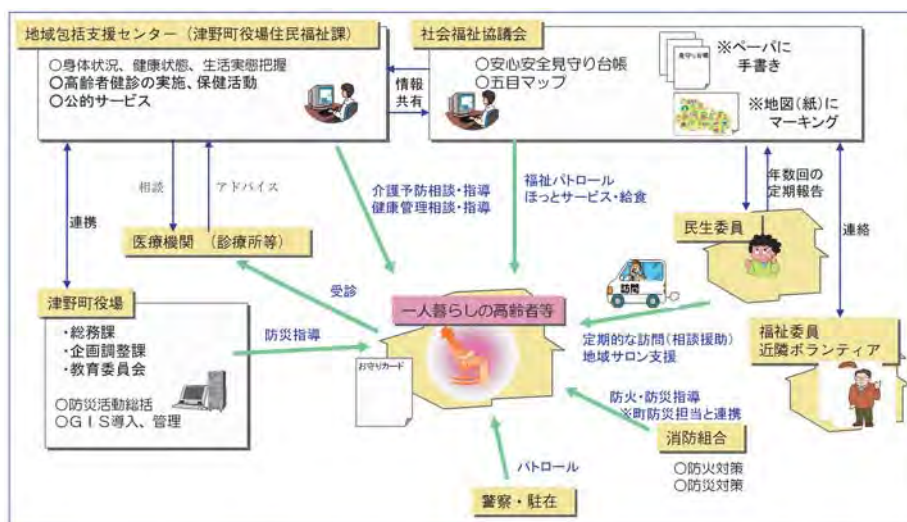 地域包括支援センター（津野町役場住民福祉課）
○身体状況、健康状態、生活実態把握
○高齢者健診の実施、保健活動
○公的サービス
情報
共有
社会福祉協議会
○安心安全見守り台帳
○五目マップ
見守り台帳
※ペーパに
手書き
※地図（紙）に
マーキング
連携
相談
アドバイス
介護予防相談・指導
健康管理相談・指導
福祉パトロール
ほっとサービス・給食
年数回の
定期報告
連絡
医療機関　（診療所等）
民生委員
受診
訪問
津野町役場
・総務課
・企画調整課
・教育委員会
○防災活動総括
○ＧＩＳ導入、管理
防災指導
一人暮らしの高齢者等
お守りカード
定期的な訪問（相談援助）
地域サロン支援
福祉委員
近隣ボランティア
防火・防災指導
※町防災担当と連携
消防組合
○防火対策
○防災対策
パトロール
警察・駐在